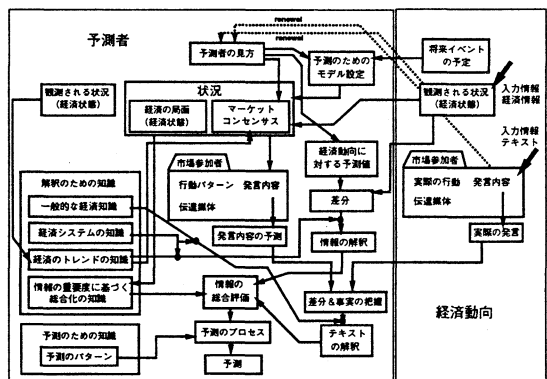 renewal
renewal
予測者
予測者の見方
予測のための
モデル設定
将来イベント
の予定
観測される状況
(経済状態)
状況
経済の局面
(経済状態)
マーケット
コンセンサス
観測される状況
(経済状態)
入力情報
経済情報
入力情報
テキスト
経済動向に
対する予測値
市場参加者
行動パターン 発言内容
伝達媒体
市場参加者
実際の行動 発言内容
伝達媒体
解釈のための知識
一般的な経済知識
経済システムの知識
経済のトレンドの知識
情報の重要度に基づく
総合化の知識
差分
発言内容の予測
情報の解釈
実際の発言
情報の
総合評価
差分&事実の把握
経済動向
予測のための知識
予測のパターン
予測のプロセス
テキスト
の解釈
予測